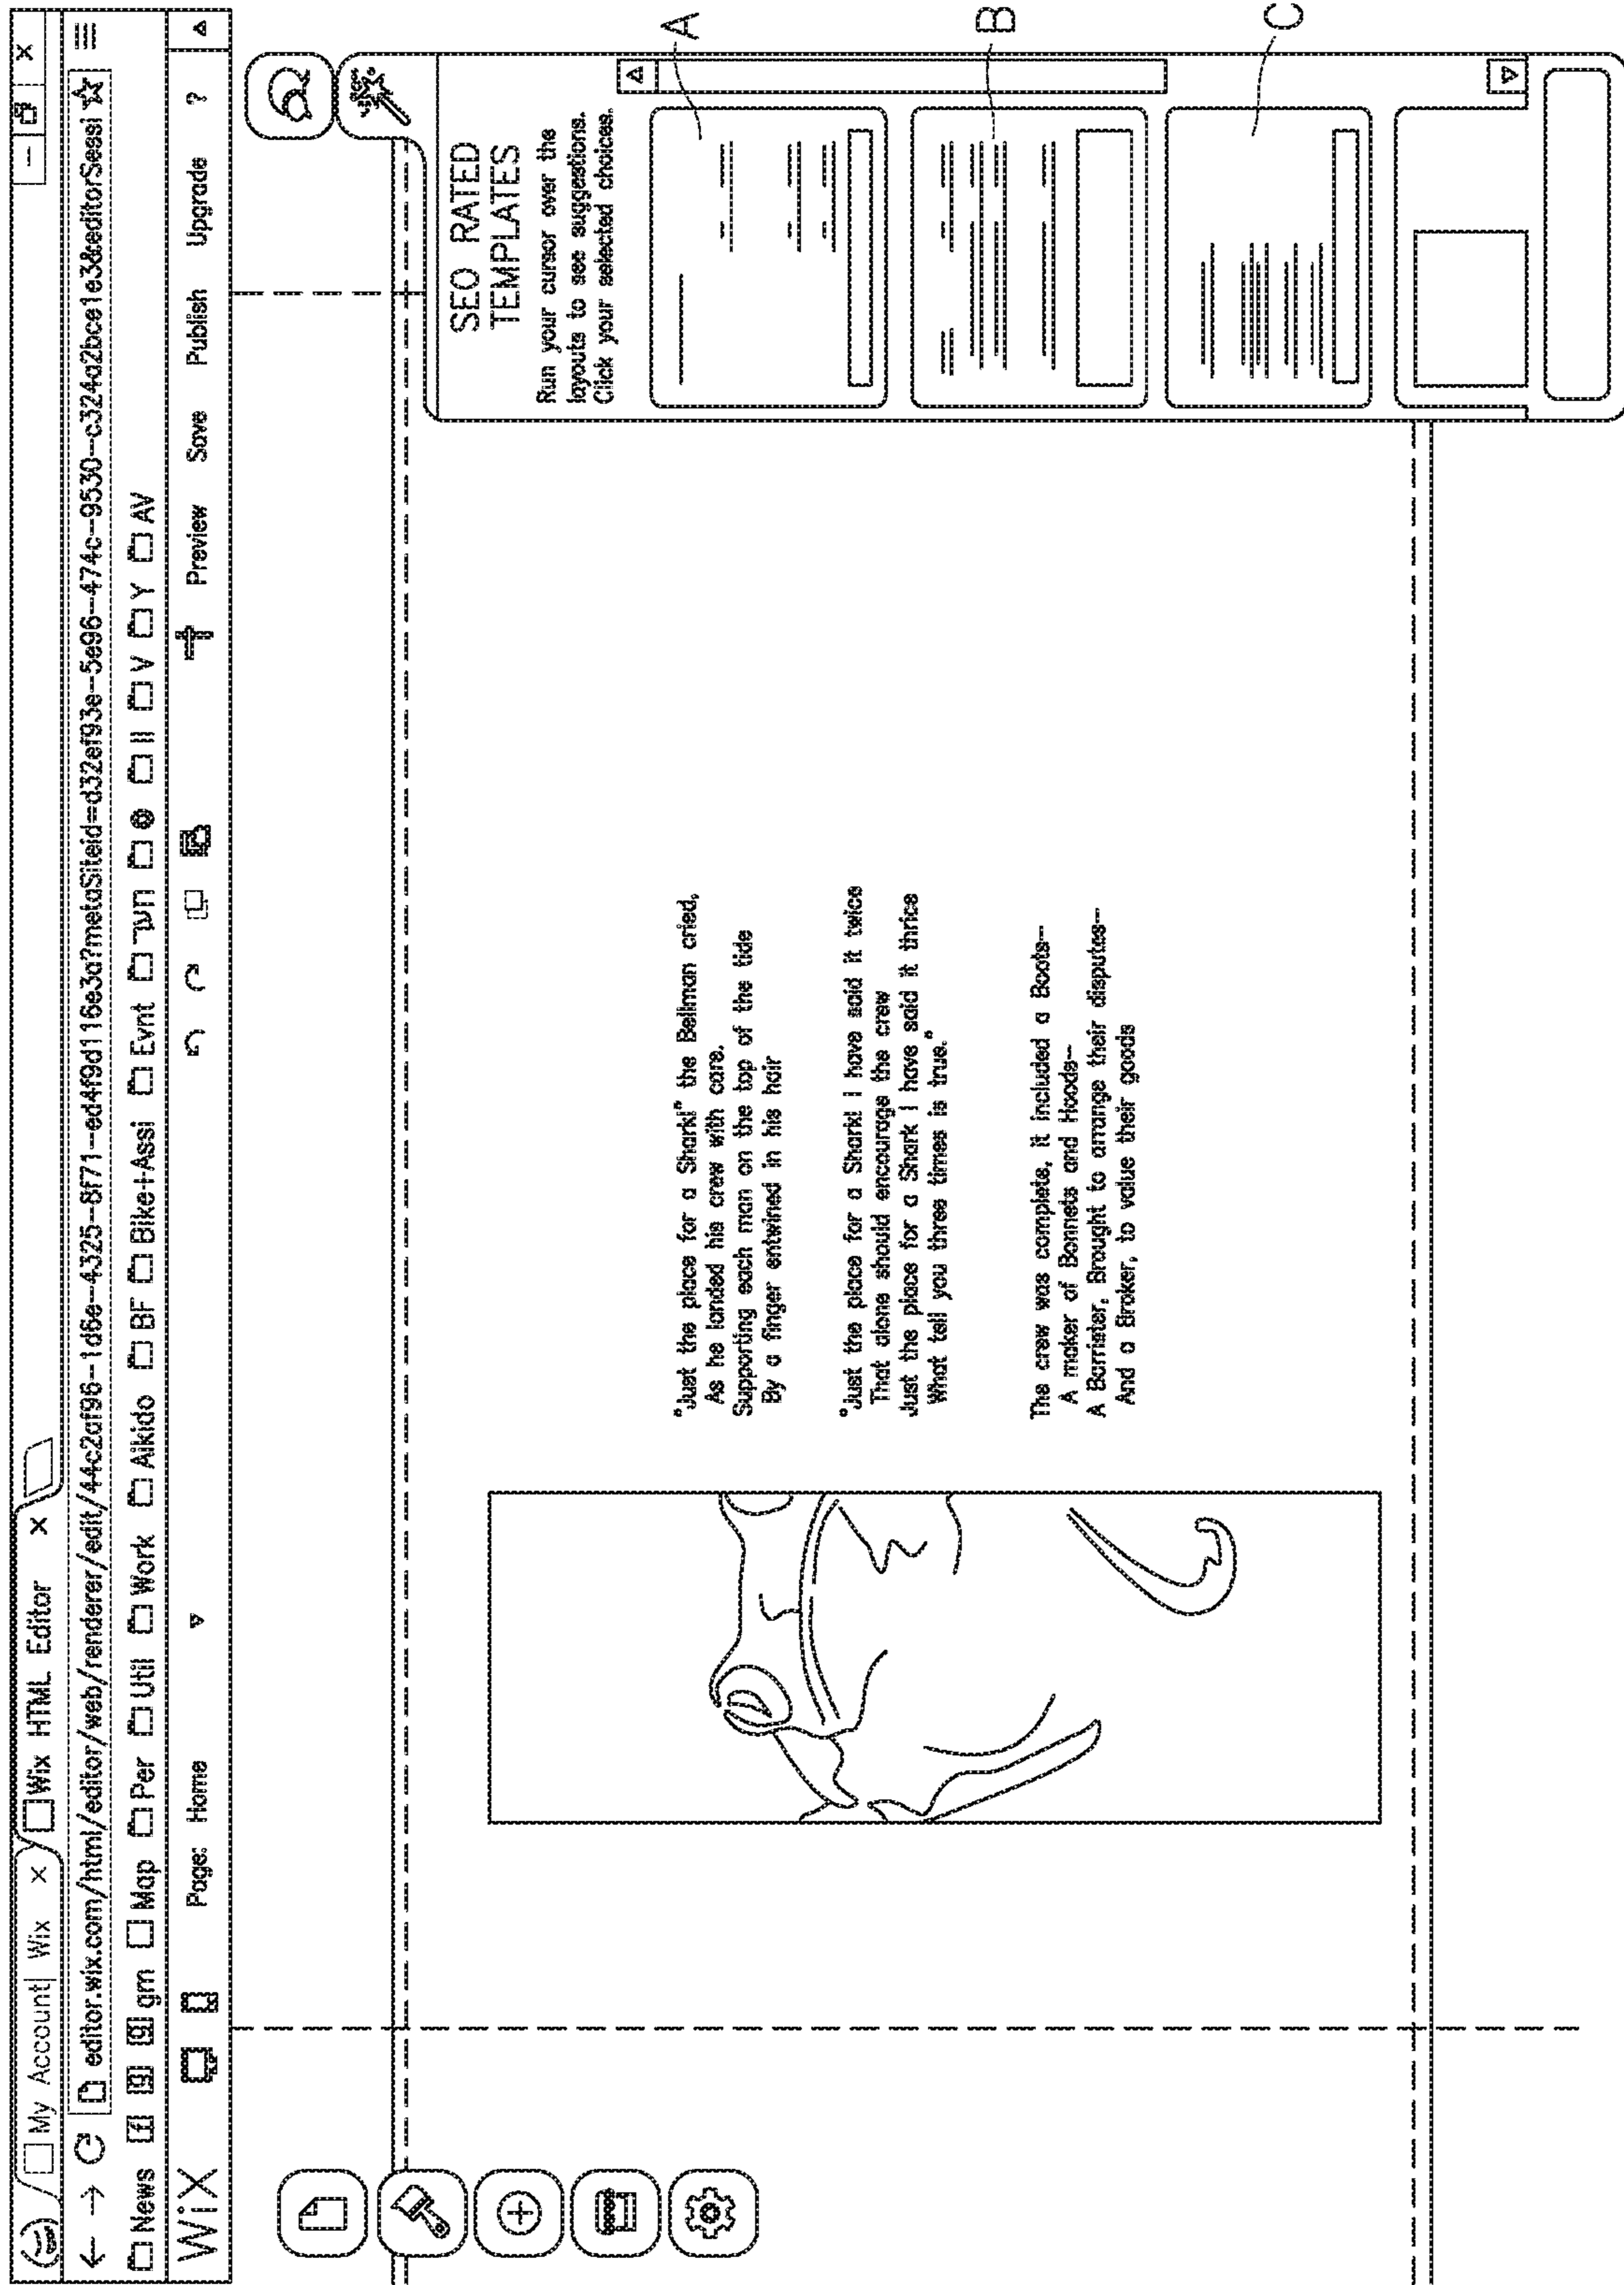 My Account| Wix ×
Wix HTML Editor ×
editor.wix.com/html/editor/web/renderer/edit/44c2af96--1d6e--4325--8f71--ed4f9d116e3a?metaSiteid=d32ef93e--5e96--474c--9530--c324a2bce1e3&editorSessi
News f g g gm Map Per Util Work Aikido BF Bike+Assi Evnt II V Y AV
WiX Page: Home Preview Save Publish Upgrade ?
SEO RATED
TEMPLATES
Run your cursor over the
layouts to see suggestions.
Click your selected choices.
A
B
C
"Just the place for a Shark!" the Bellman cried,
As he landed his crew with care.
Supporting each man on the top of the tide
By a finger entwined in his hair
"Just the place for a Shark! I have said it twice
That alone should encourage the crew
Just the place for a Shark I have said it thrice
What tell you three times is true."
The crew was complete, it included a Boots--
A maker of Bonnets and Hoods--
A Barrister, Brought to arrange their disputes--
And a Broker, to value their goods